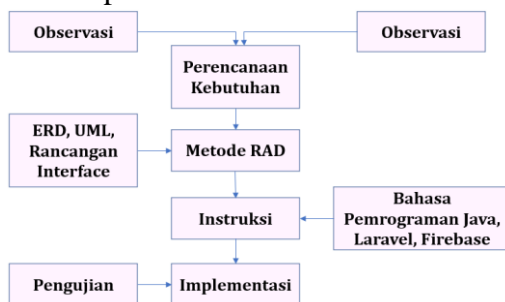 Observasi
Observasi
Perencanaan
Kebutuhan
ERD, UML,
Rancangan
Interface
Metode RAD
Instruksi
Bahasa
Pemrograman Java,
Laravel, Firebase
Pengujian
Implementasi